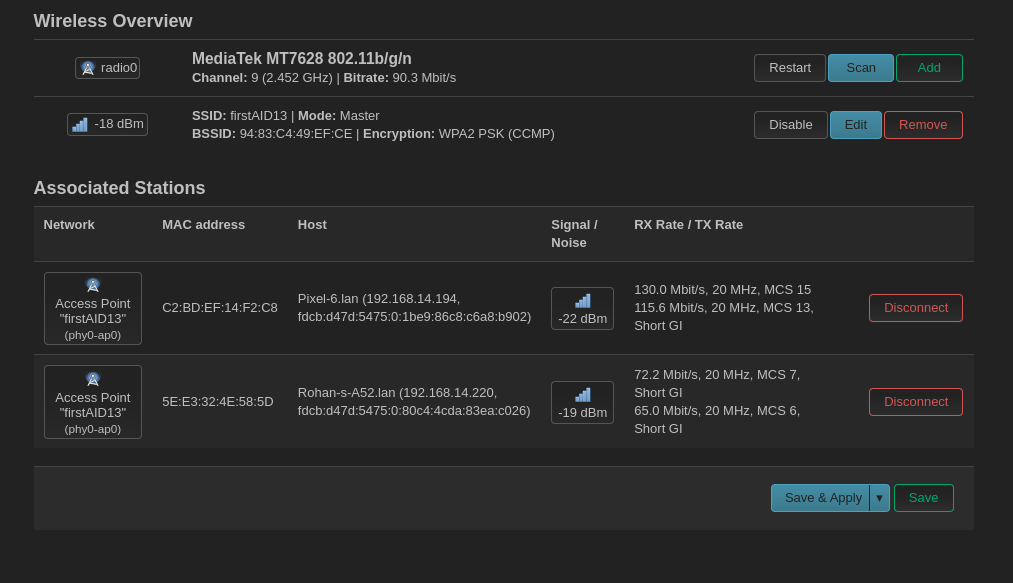 Wireless Overview
radio0
MediaTek MT7628 802.11b/g/n
Channel: 9 (2.452 GHz) | Bitrate: 90.3 Mbit/s
Restart Scan Add
-18 dBm
SSID: firstAID13 | Mode: Master
BSSID: 94:83:C4:49:EF:CE | Encryption: WPA2 PSK (CCMP)
Disable Edit Remove
Associated Stations
Network MAC address Host Signal / Noise RX Rate / TX Rate
Access Point
"firstAID13"
(phy0-ap0)
C2:BD:EF:14:F2:C8
Pixel-6.lan (192.168.14.194,
fdcb:d47d:5475:0:1be9:86c8:c6a8:b902)
-22 dBm
130.0 Mbit/s, 20 MHz, MCS 15
115.6 Mbit/s, 20 MHz, MCS 13,
Short GI
Disconnect
Access Point
"firstAID13"
(phy0-ap0)
5E:E3:32:4E:58:5D
Rohan-s-A52.lan (192.168.14.220,
fdcb:d47d:5475:0:80c4:4cda:83ea:c026)
-19 dBm
72.2 Mbit/s, 20 MHz, MCS 7,
Short GI
65.0 Mbit/s, 20 MHz, MCS 6,
Short GI
Disconnect
Save & Apply ▾ Save